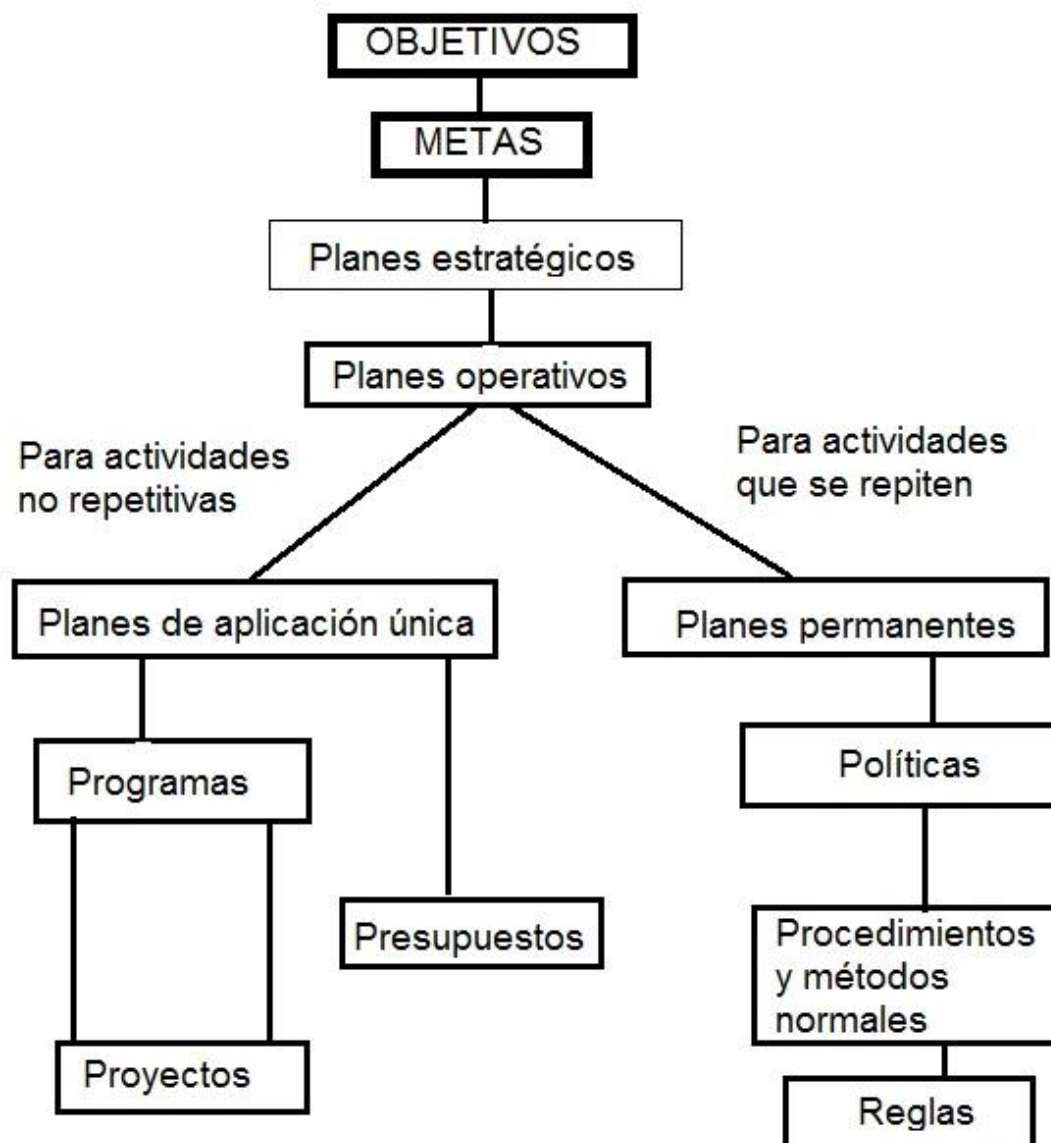 OBJETIVOS
METAS
Planes estratégicos
Planes operativos
Para actividades
no repetitivas
Para actividades
que se repiten
Planes de aplicación única
Planes permanentes
Programas
Políticas
Presupuestos
Procedimientos
y métodos
normales
Proyectos
Reglas